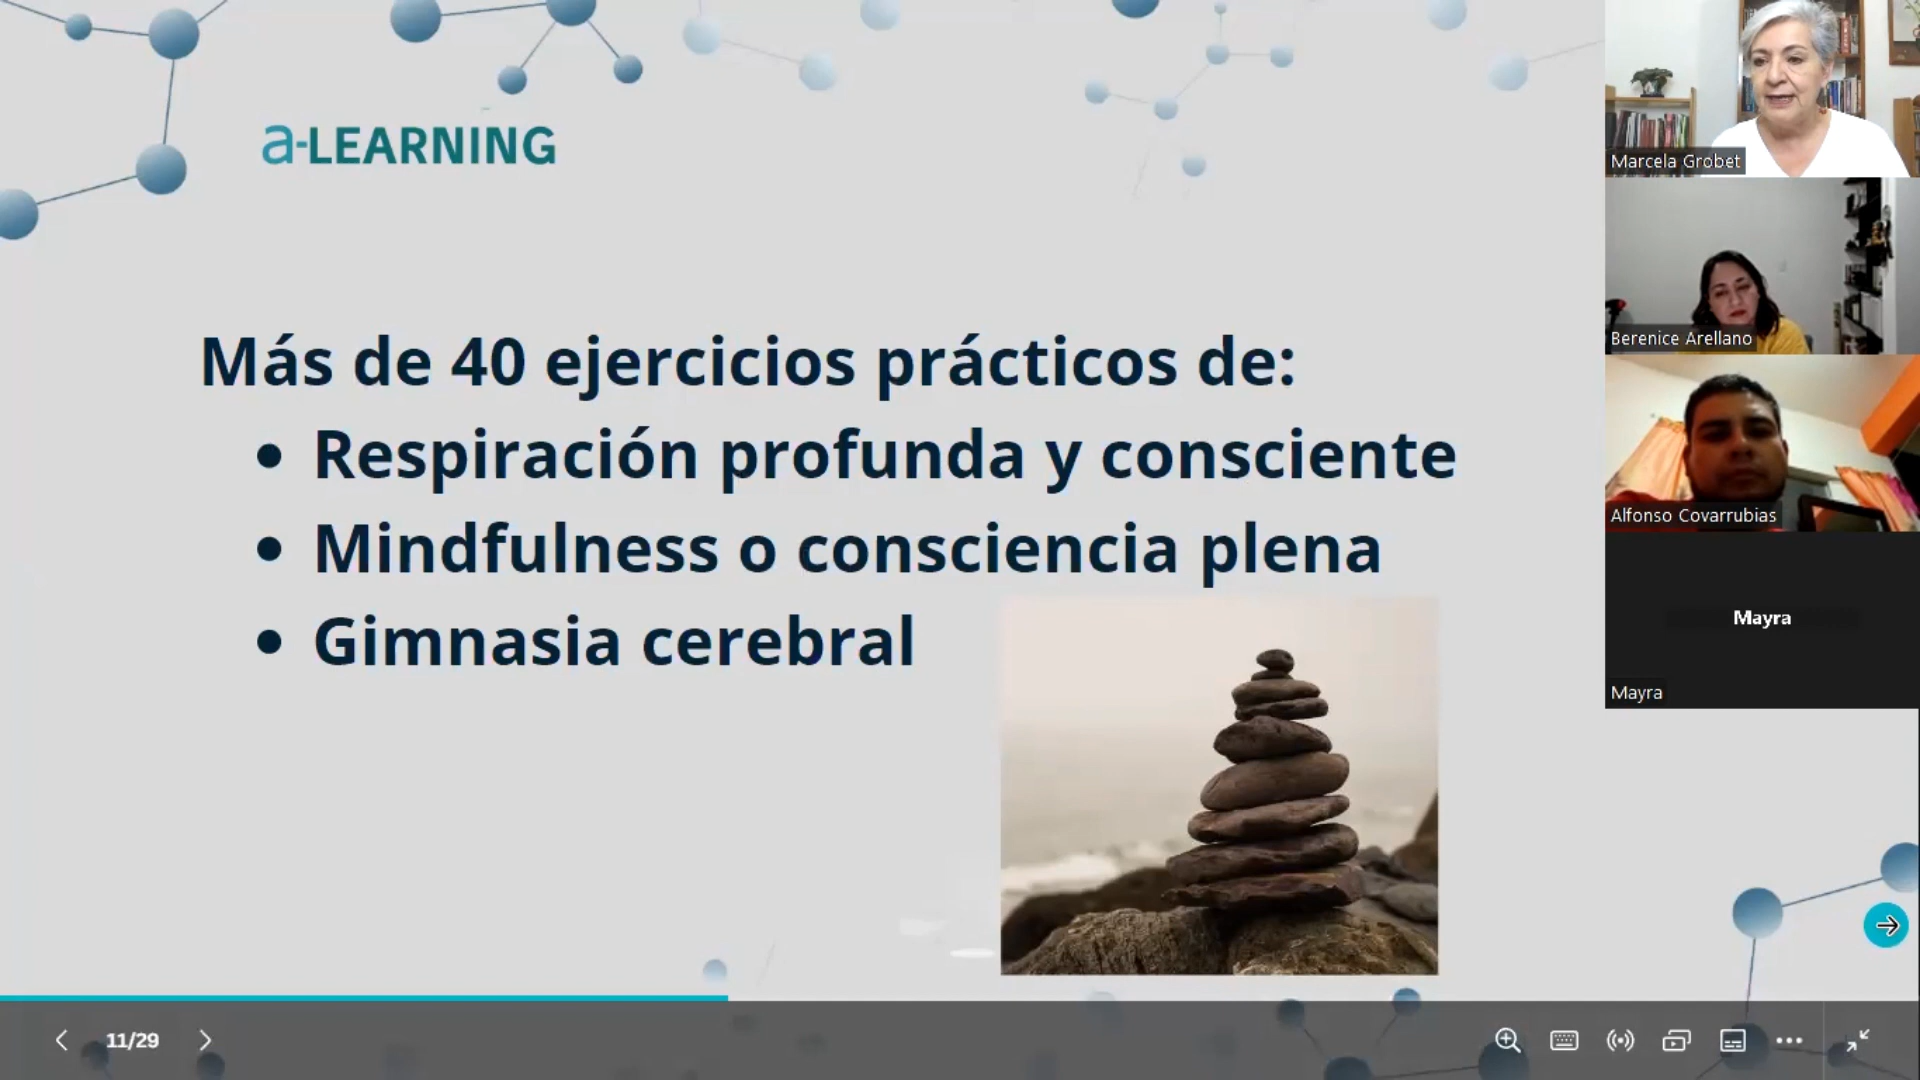 a-LEARNING
Más de 40 ejercicios prácticos de:
• Respiración profunda y consciente
• Mindfulness o consciencia plena
• Gimnasia cerebral
Marcela Grobet
Berenice Arellano
Alfonso Covarrubias
Mayra
Mayra
11/29